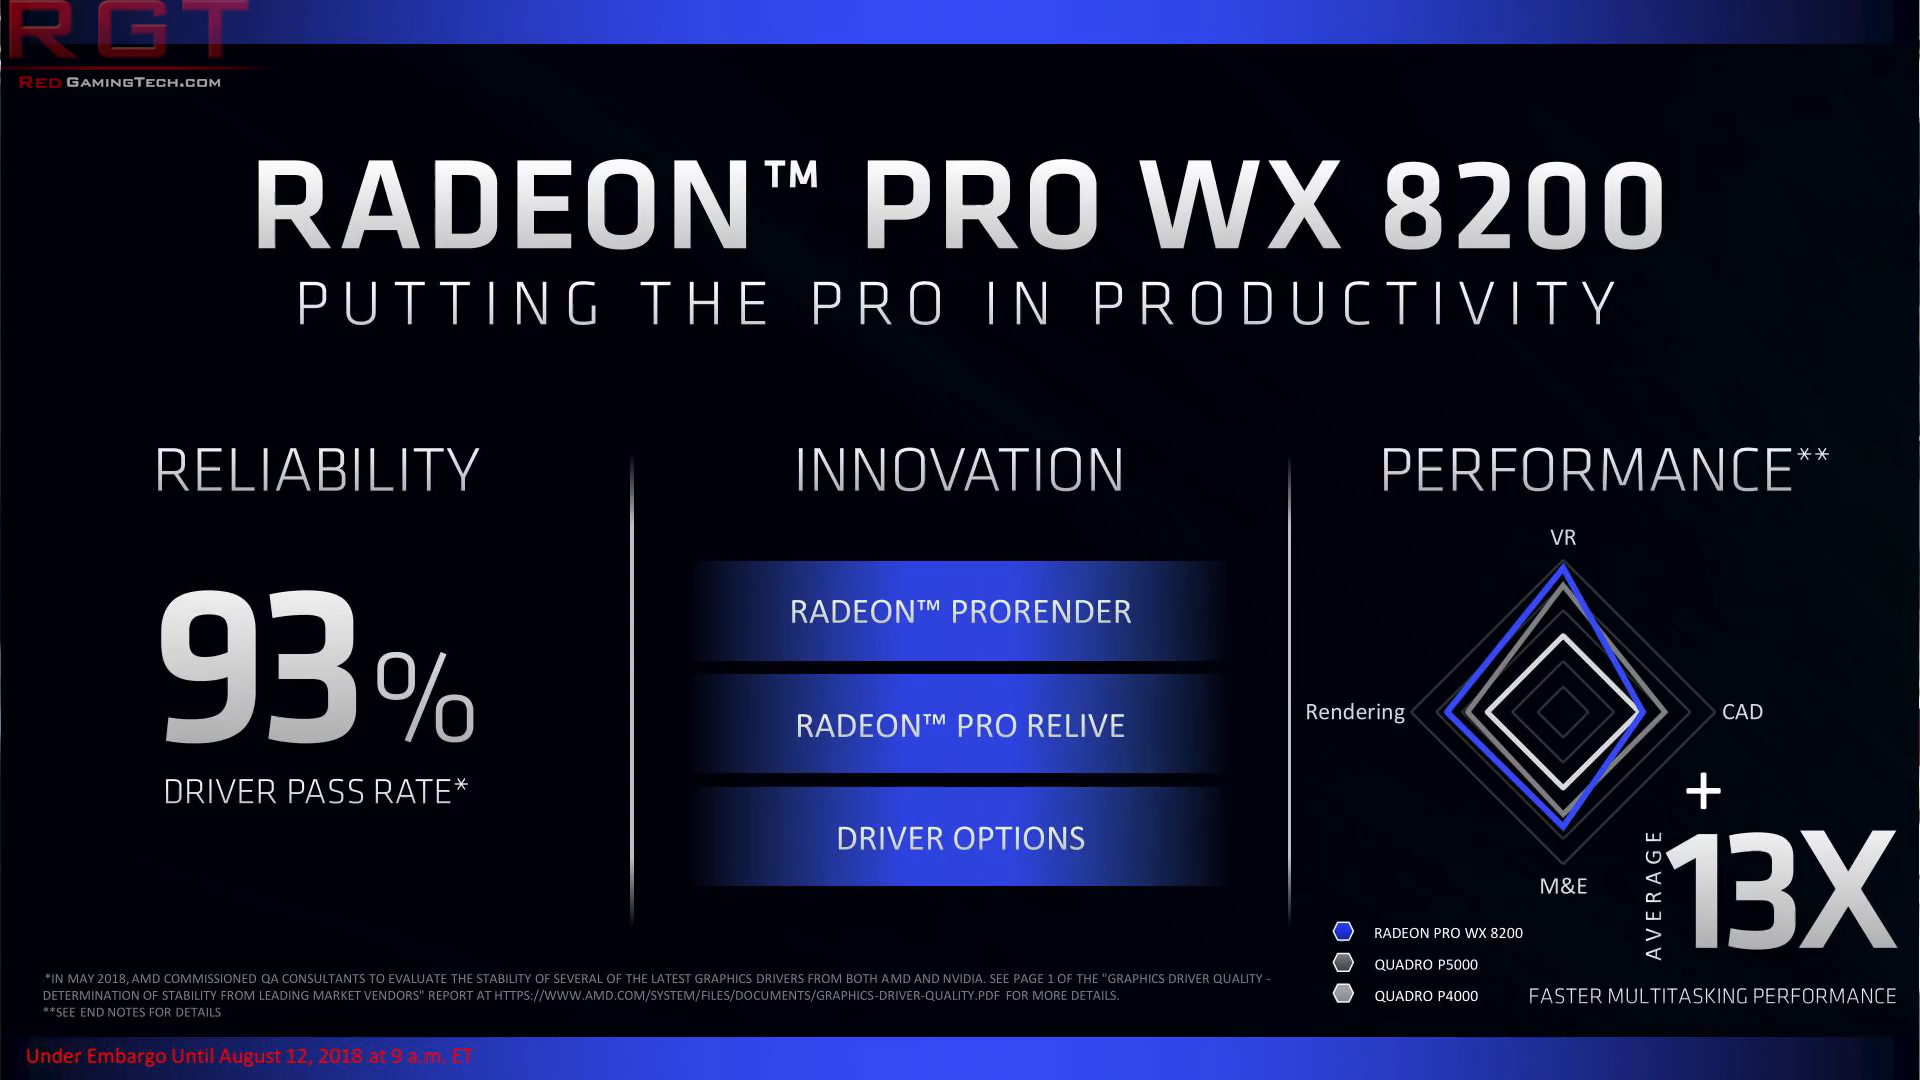 RGT
RED GAMINGTECH.COM
RADEON™ PRO WX 8200
PUTTING THE PRO IN PRODUCTIVITY
RELIABILITY
93%
DRIVER PASS RATE*
INNOVATION
RADEON™ PRORENDER
RADEON™ PRO RELIVE
DRIVER OPTIONS
PERFORMANCE**
VR
Rendering
CAD
M&E
RADEON PRO WX 8200
QUADRO P5000
QUADRO P4000
+
AVERAGE
13X
FASTER MULTITASKING PERFORMANCE
*IN MAY 2018, AMD COMMISSIONED QA CONSULTANTS TO EVALUATE THE STABILITY OF SEVERAL OF THE LATEST GRAPHICS DRIVERS FROM BOTH AMD AND NVIDIA. SEE PAGE 1 OF THE "GRAPHICS DRIVER QUALITY -
DETERMINATION OF STABILITY FROM LEADING MARKET VENDORS" REPORT AT HTTPS://WWW.AMD.COM/SYSTEM/FILES/DOCUMENTS/GRAPHICS-DRIVER-QUALITY.PDF FOR MORE DETAILS.
**SEE END NOTES FOR DETAILS
Under Embargo Until August 12, 2018 at 9 a.m. ET